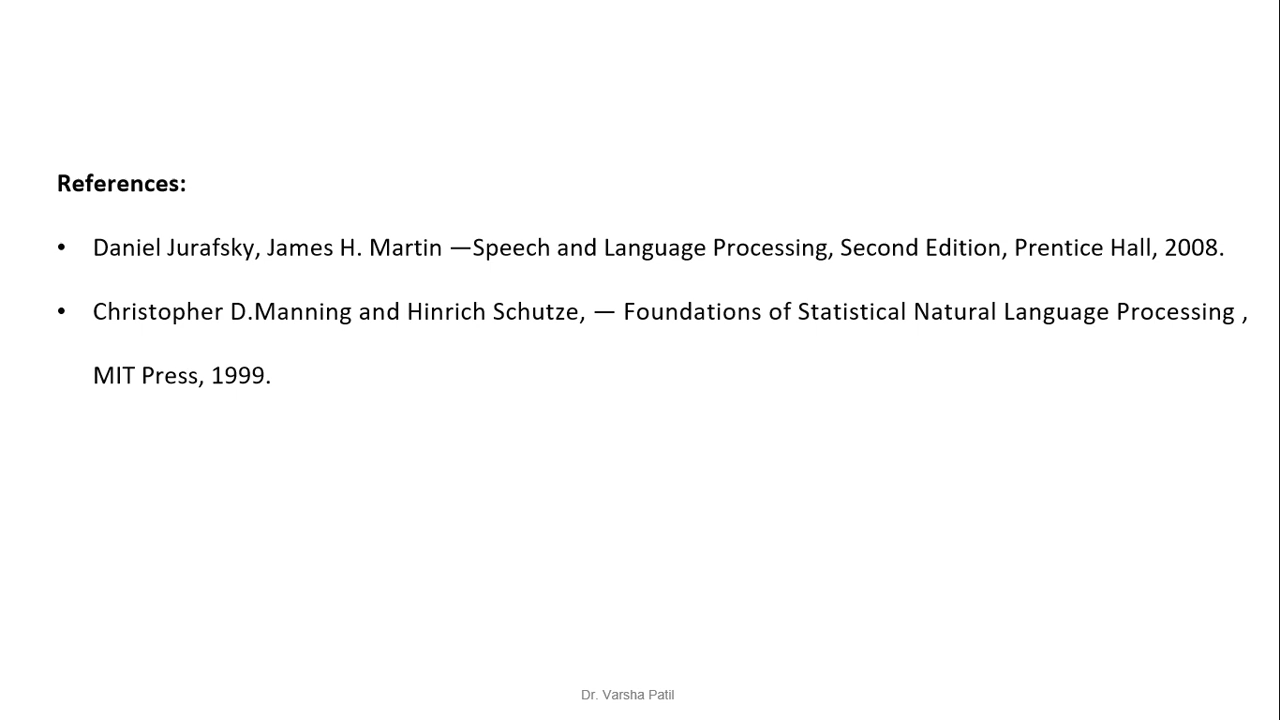 References:
• Daniel Jurafsky, James H. Martin —Speech and Language Processing, Second Edition, Prentice Hall, 2008.
• Christopher D.Manning and Hinrich Schutze, — Foundations of Statistical Natural Language Processing ,
MIT Press, 1999.
Dr. Varsha Patil